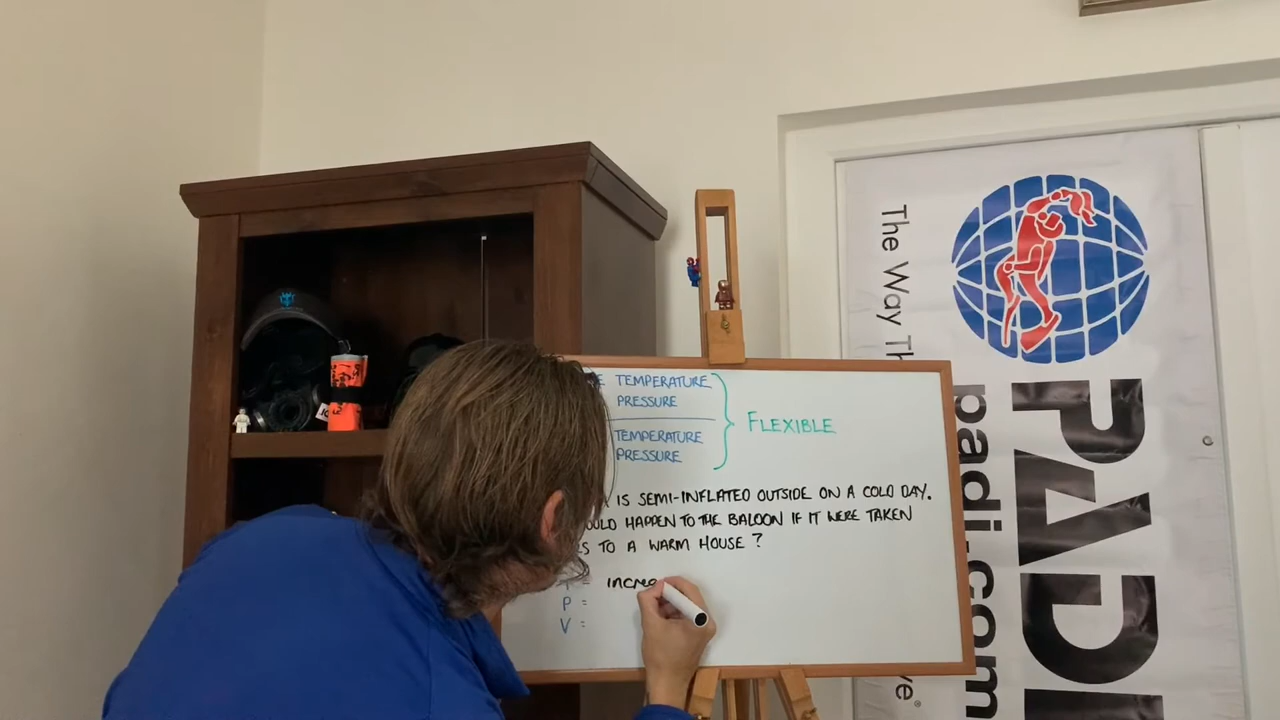 TEMPERATURE
PRESSURE
TEMPERATURE
PRESSURE
FLEXIBLE
IS SEMI-INFLATED OUTSIDE ON A COLD DAY.
HAPPEN TO THE BALOON IF IT WERE TAKEN
TO A WARM HOUSE ?
=
P =
V =
The Way
padi.com
PADI